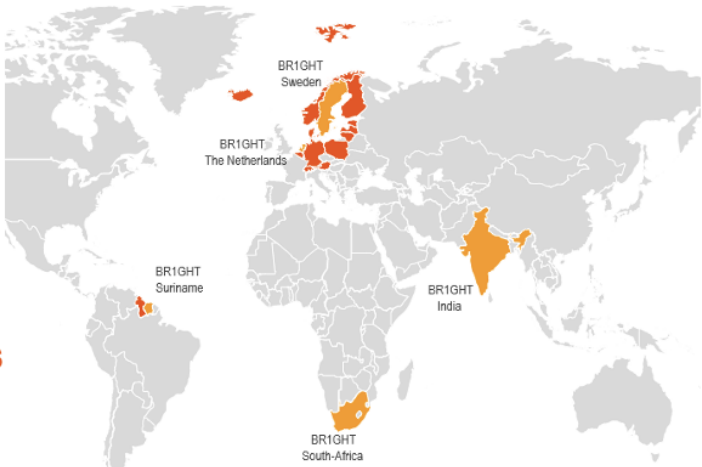 BR1GHT
Sweden
BR1GHT
The Netherlands
BR1GHT
Suriname
BR1GHT
India
BR1GHT
South-Africa